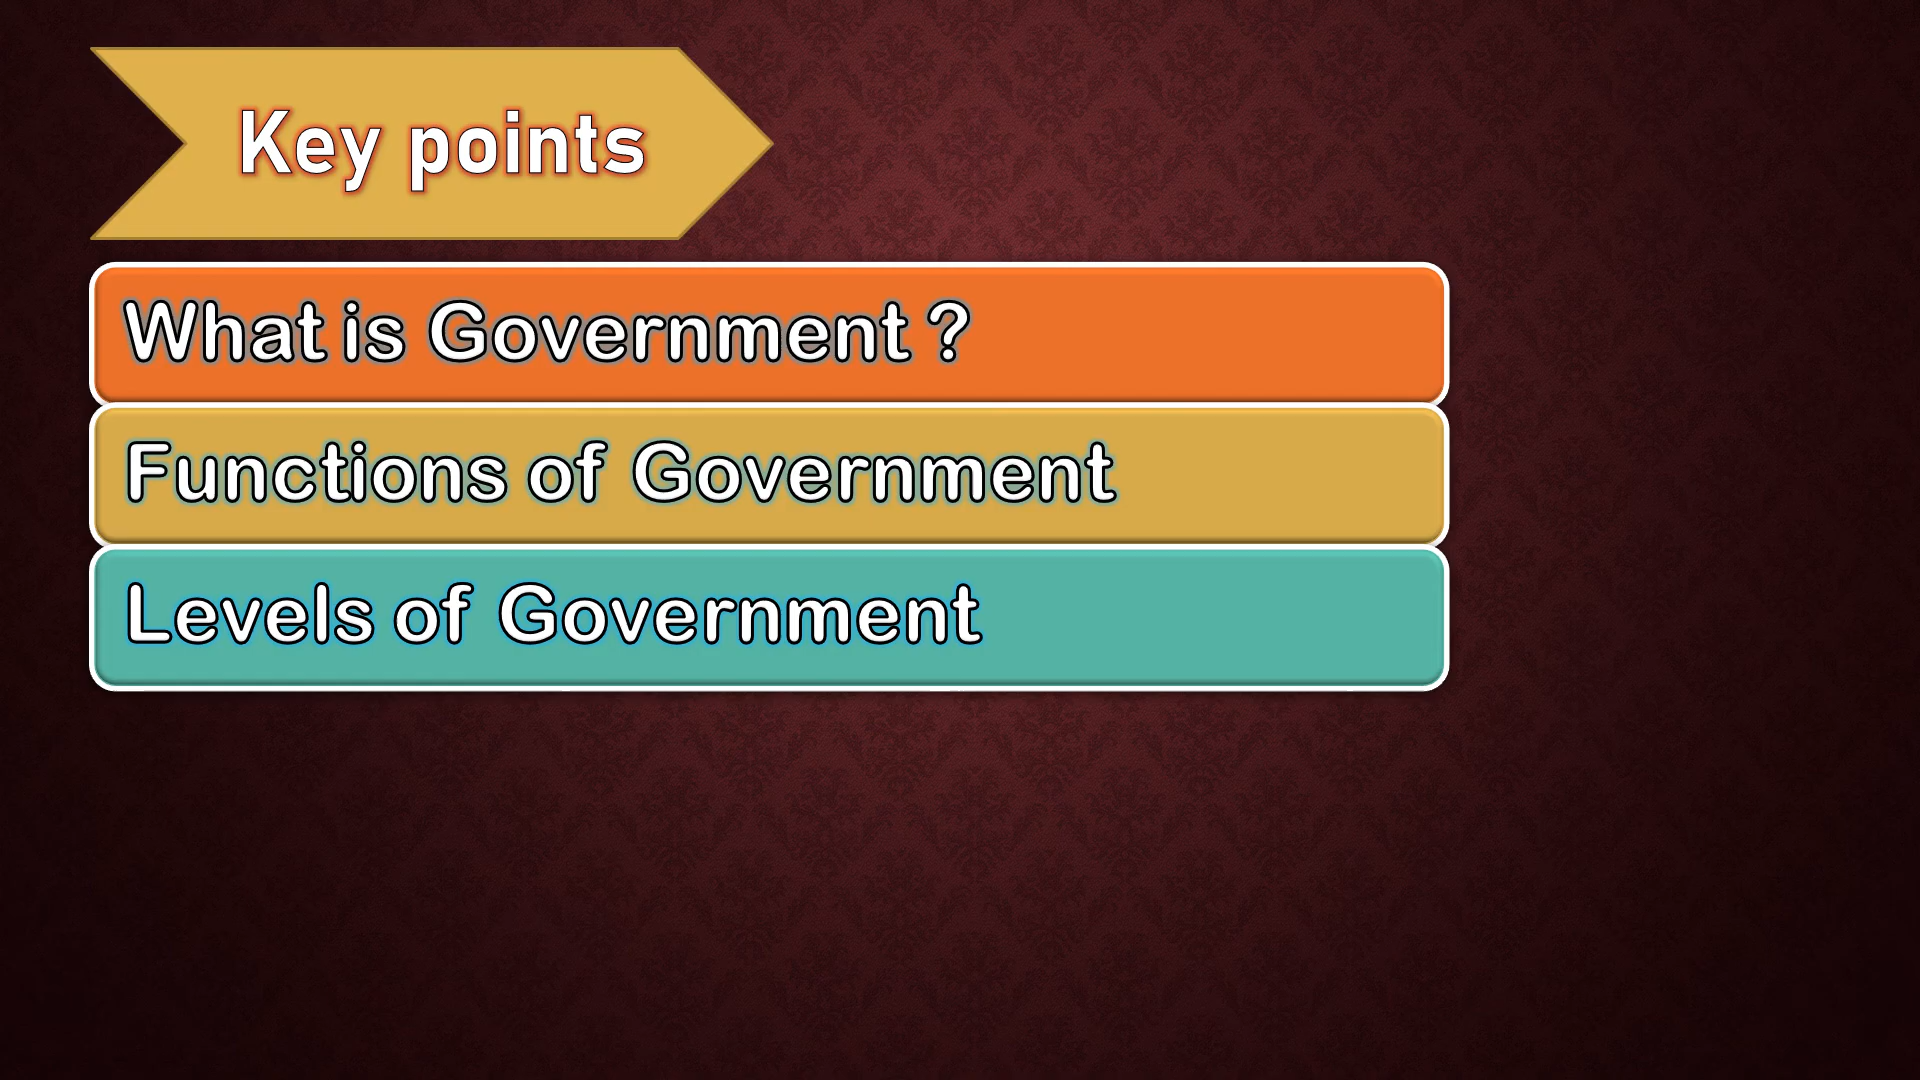 Key points
What is Government ?
Functions of Government
Levels of Government